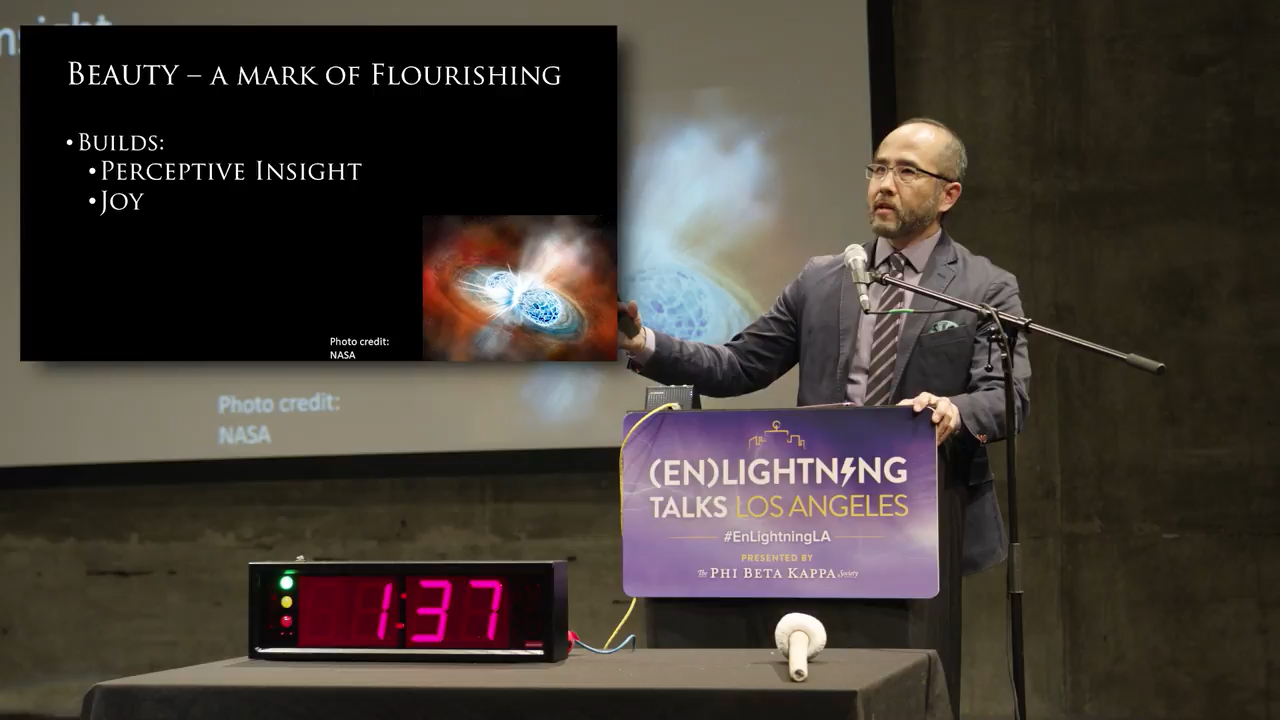 nsight
BEAUTY – A MARK OF FLOURISHING
• BUILDS:
• PERCEPTIVE INSIGHT
• JOY
Photo credit:
NASA
Photo credit:
NASA
(EN)LIGHTNING
TALKS LOS ANGELES
#EnLightningLA
PRESENTED BY
The PHI BETA KAPPA Society
1:37